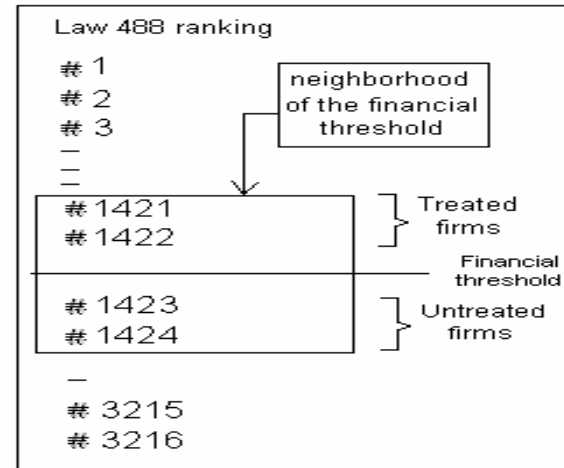 Law 488 ranking
# 1
# 2
# 3
neighborhood
of the financial
threshold
–
–
–
# 1421
# 1422
Treated
firms
Financial
threshold
# 1423
# 1424
Untreated
firms
–
# 3215
# 3216